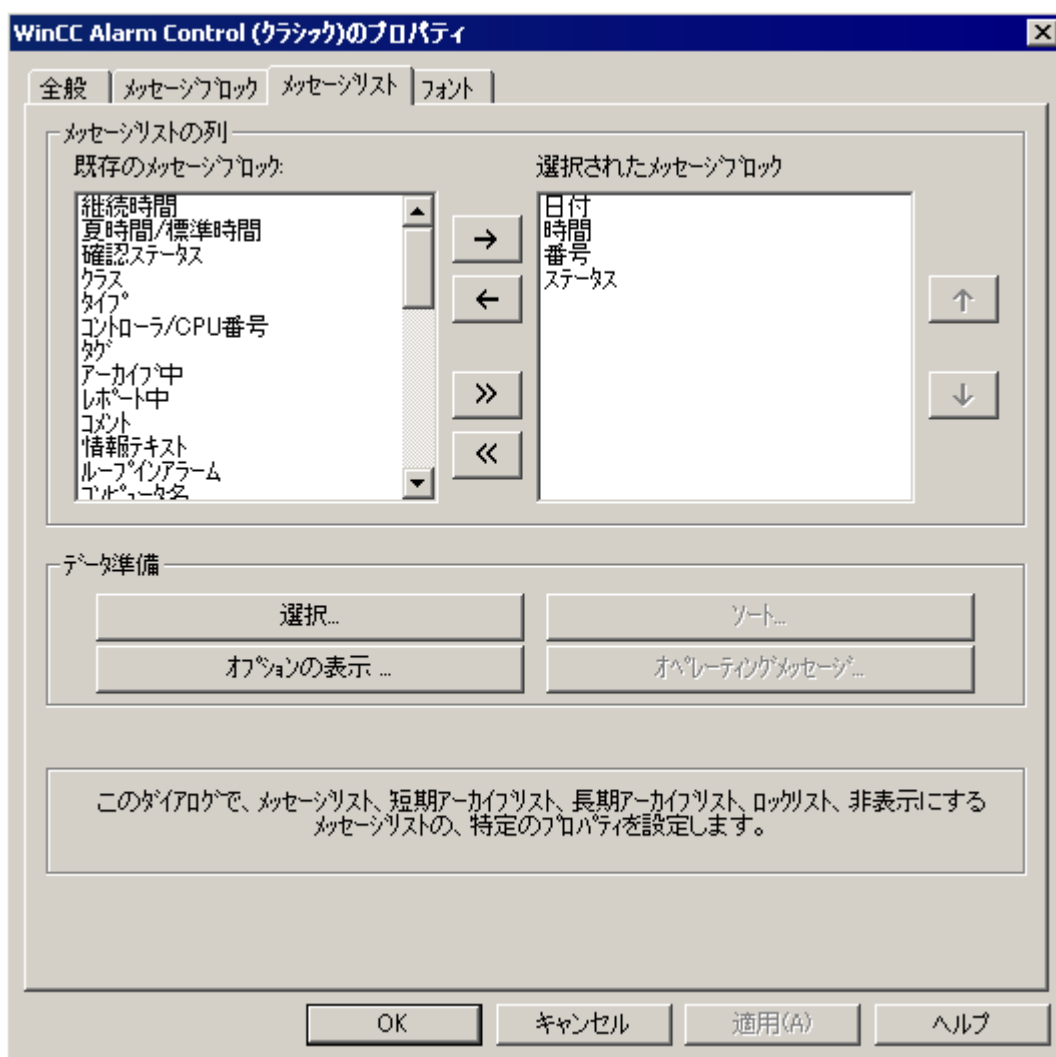 WinCC Alarm Control (クラシック)のプロパティ
全般
メッセージブロック
メッセージリスト
フォント
メッセージリストの列
既存のメッセージブロック:
選択されたメッセージブロック
継続時間
夏時間/標準時間
確認ステータス
クラス
タイプ
コントローラ/CPU番号
タグ
アーカイブ中
レポート中
コメント
情報テキスト
ループインアラーム
コンピュータ名
日付
時間
番号
ステータス
データ準備
選択...
ソート...
オプションの表示 ...
オペレーティングメッセージ...
このダイアログで、メッセージリスト、短期アーカイブリスト、長期アーカイブリスト、ロックリスト、非表示にする
メッセージリストの、特定のプロパティを設定します。
OK
キャンセル
適用(A)
ヘルプ